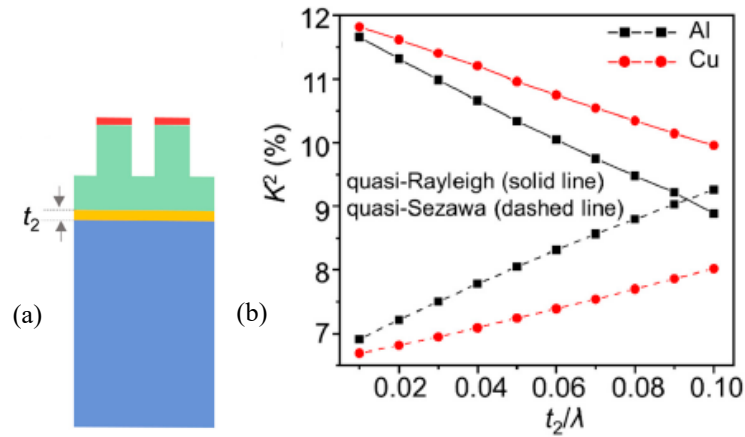 t₂
(a)
(b)
K² (%)
12
11
10
9
8
7
Al
Cu
quasi-Rayleigh (solid line)
quasi-Sezawa (dashed line)
0.02 0.04 0.06 0.08 0.10
t₂/λ